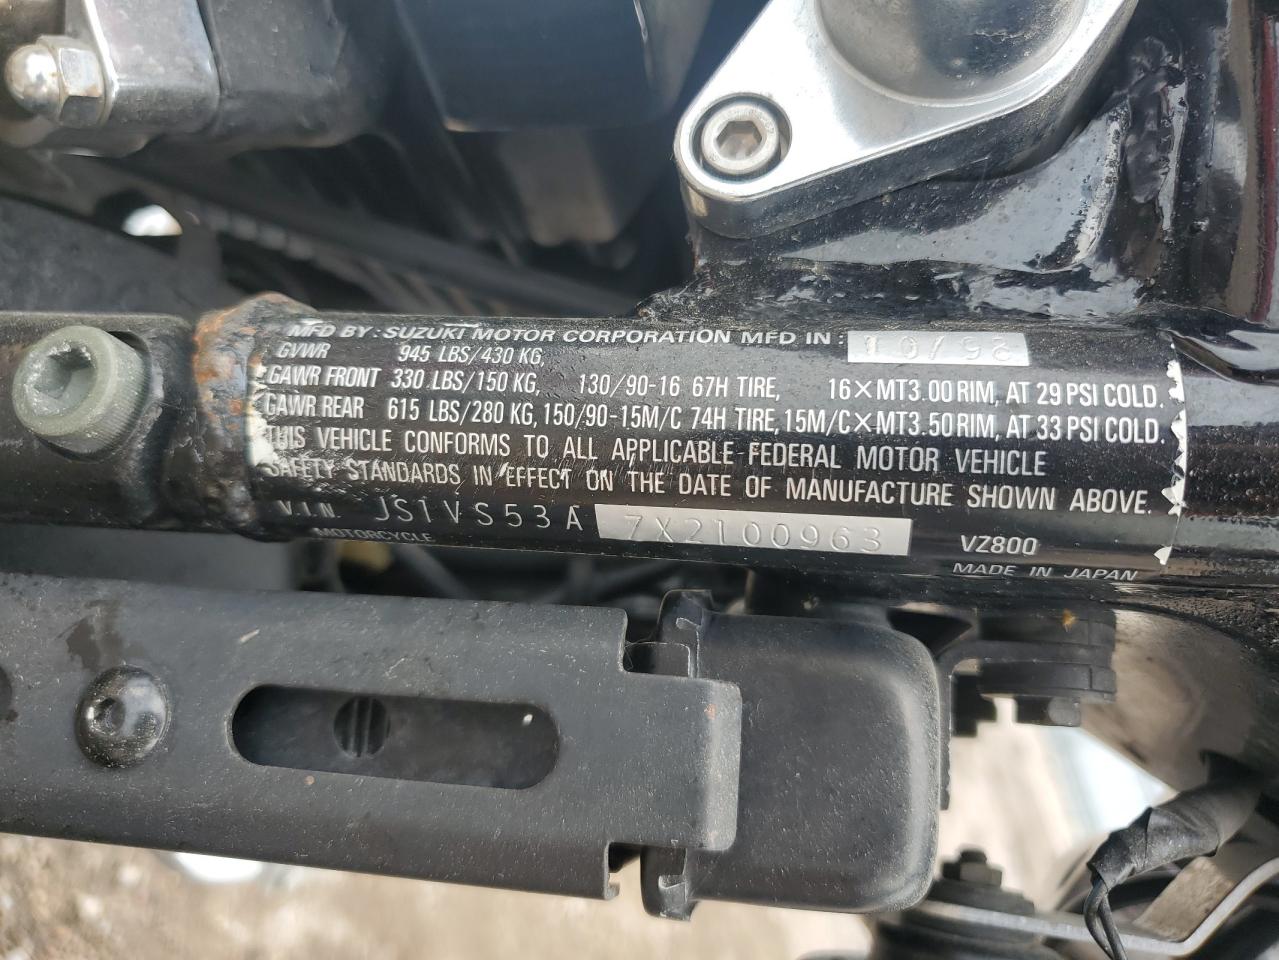 MFD BY: SUZUKI MOTOR CORPORATION MFD IN: 10/98
GVWR 945 LBS/430 KG,
GAWR FRONT 330 LBS/150 KG, 130/90-16 67H TIRE, 16×MT3.00 RIM, AT 29 PSI COLD.
GAWR REAR 615 LBS/280 KG, 150/90-15M/C 74H TIRE, 15M/C×MT3.50 RIM, AT 33 PSI COLD.
THIS VEHICLE CONFORMS TO ALL APPLICABLE FEDERAL MOTOR VEHICLE
SAFETY STANDARDS IN EFFECT ON THE DATE OF MANUFACTURE SHOWN ABOVE.
V.I.N JS1VS53A 7X2100963 VZ800
MOTORCYCLE MADE IN JAPAN